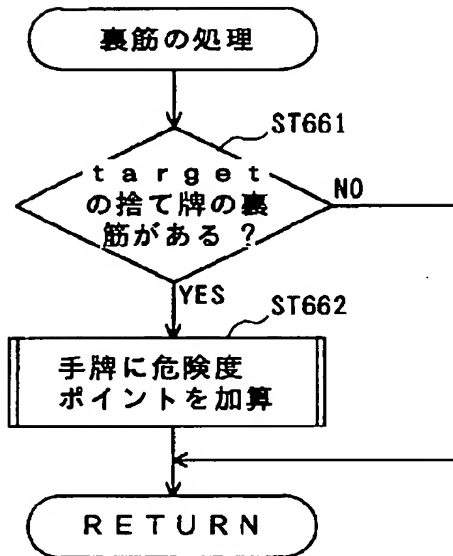 裏筋の処理
ST661
ｔａｒｇｅｔ
の捨て牌の裏
筋がある ?
NO
YES
ST662
手牌に危険度
ポイントを加算
ＲＥＴＵＲＮ